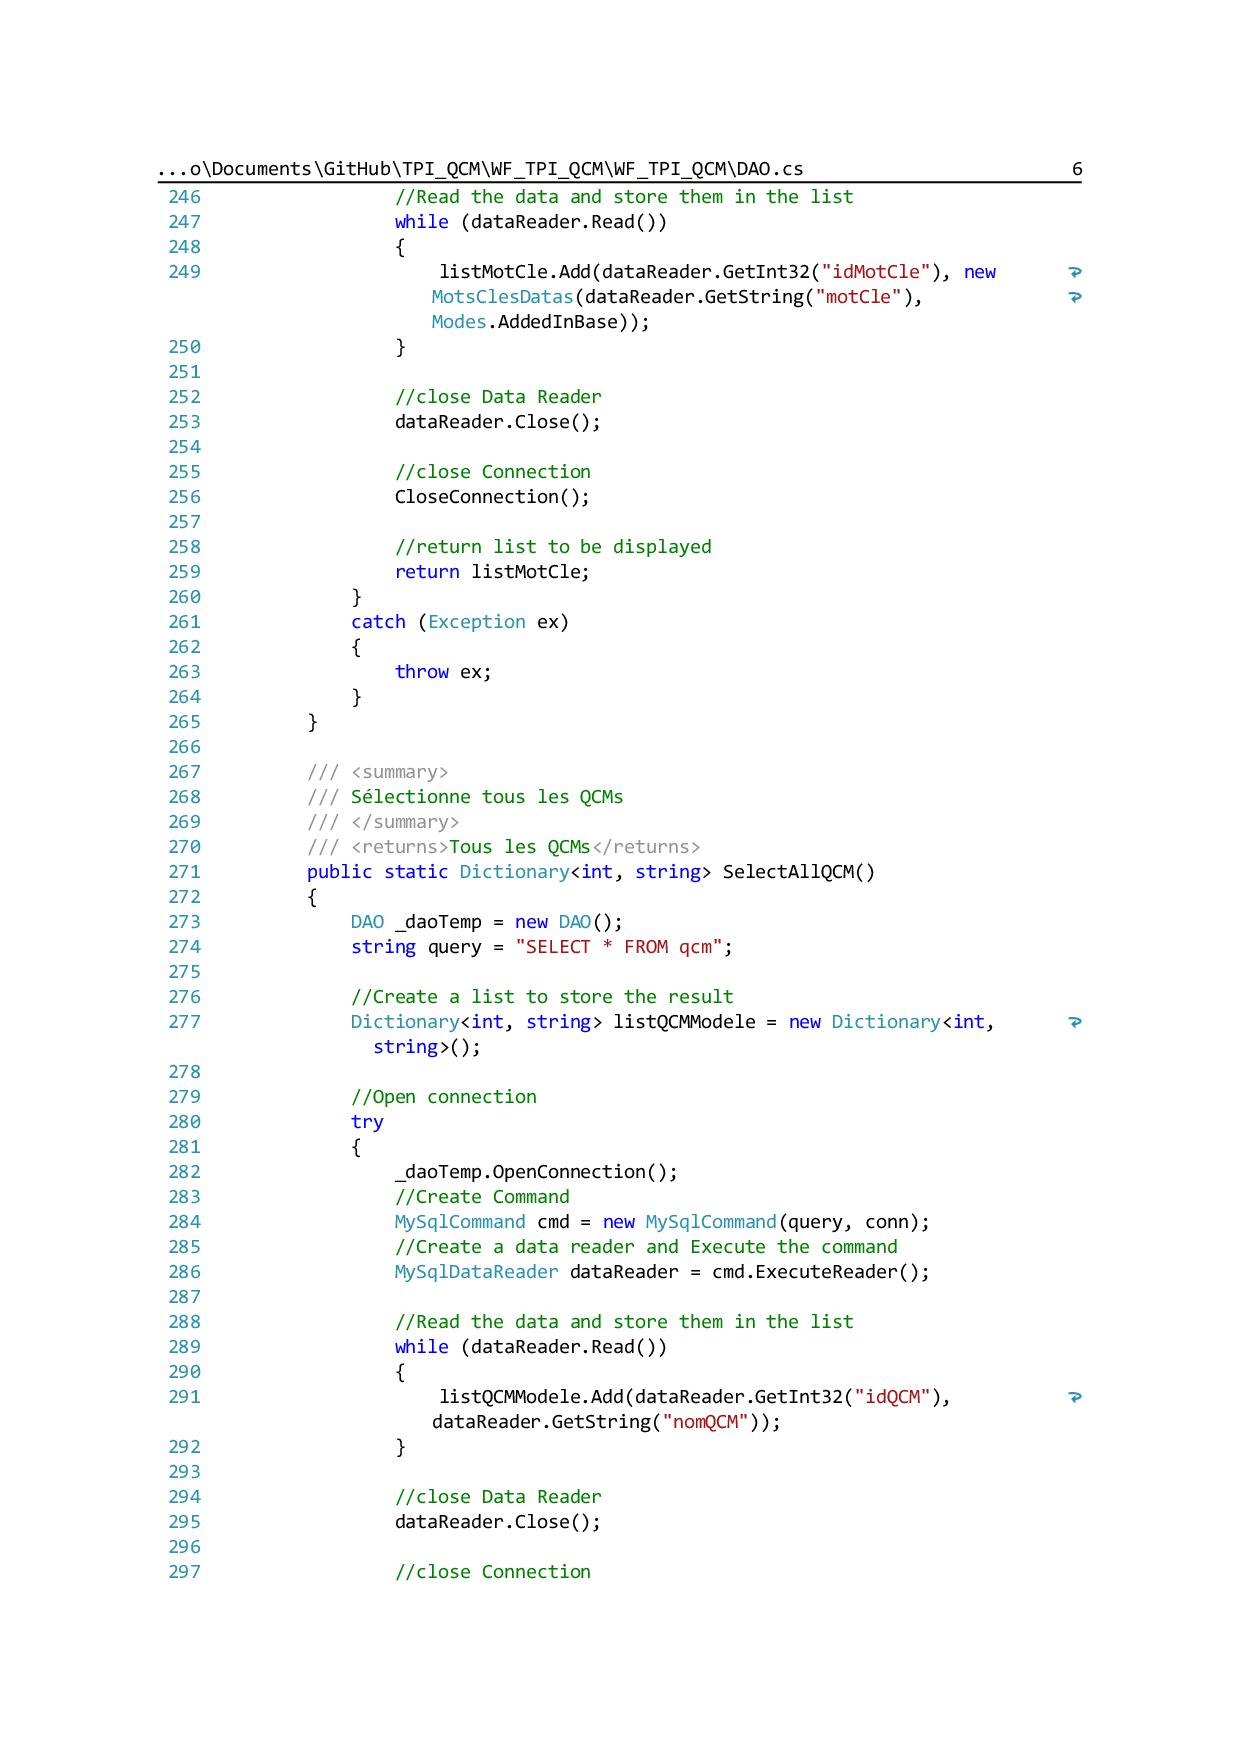 ...o\Documents\GitHub\TPI_QCM\WF_TPI_QCM\WF_TPI_QCM\DAO.cs 6
246 //Read the data and store them in the list
247 while (dataReader.Read())
248 {
249 listMotCle.Add(dataReader.GetInt32("idMotCle"), new
MotsClesDatas(dataReader.GetString("motCle"),
Modes.AddedInBase));
250 }
251
252 //close Data Reader
253 dataReader.Close();
254
255 //close Connection
256 CloseConnection();
257
258 //return list to be displayed
259 return listMotCle;
260 }
261 catch (Exception ex)
262 {
263 throw ex;
264 }
265 }
266
267 /// <summary>
268 /// Sélectionne tous les QCMs
269 /// </summary>
270 /// <returns>Tous les QCMs</returns>
271 public static Dictionary<int, string> SelectAllQCM()
272 {
273 DAO _daoTemp = new DAO();
274 string query = "SELECT * FROM qcm";
275
276 //Create a list to store the result
277 Dictionary<int, string> listQCMModele = new Dictionary<int,
string>();
278
279 //Open connection
280 try
281 {
282 _daoTemp.OpenConnection();
283 //Create Command
284 MySqlCommand cmd = new MySqlCommand(query, conn);
285 //Create a data reader and Execute the command
286 MySqlDataReader dataReader = cmd.ExecuteReader();
287
288 //Read the data and store them in the list
289 while (dataReader.Read())
290 {
291 listQCMModele.Add(dataReader.GetInt32("idQCM"),
dataReader.GetString("nomQCM"));
292 }
293
294 //close Data Reader
295 dataReader.Close();
296
297 //close Connection